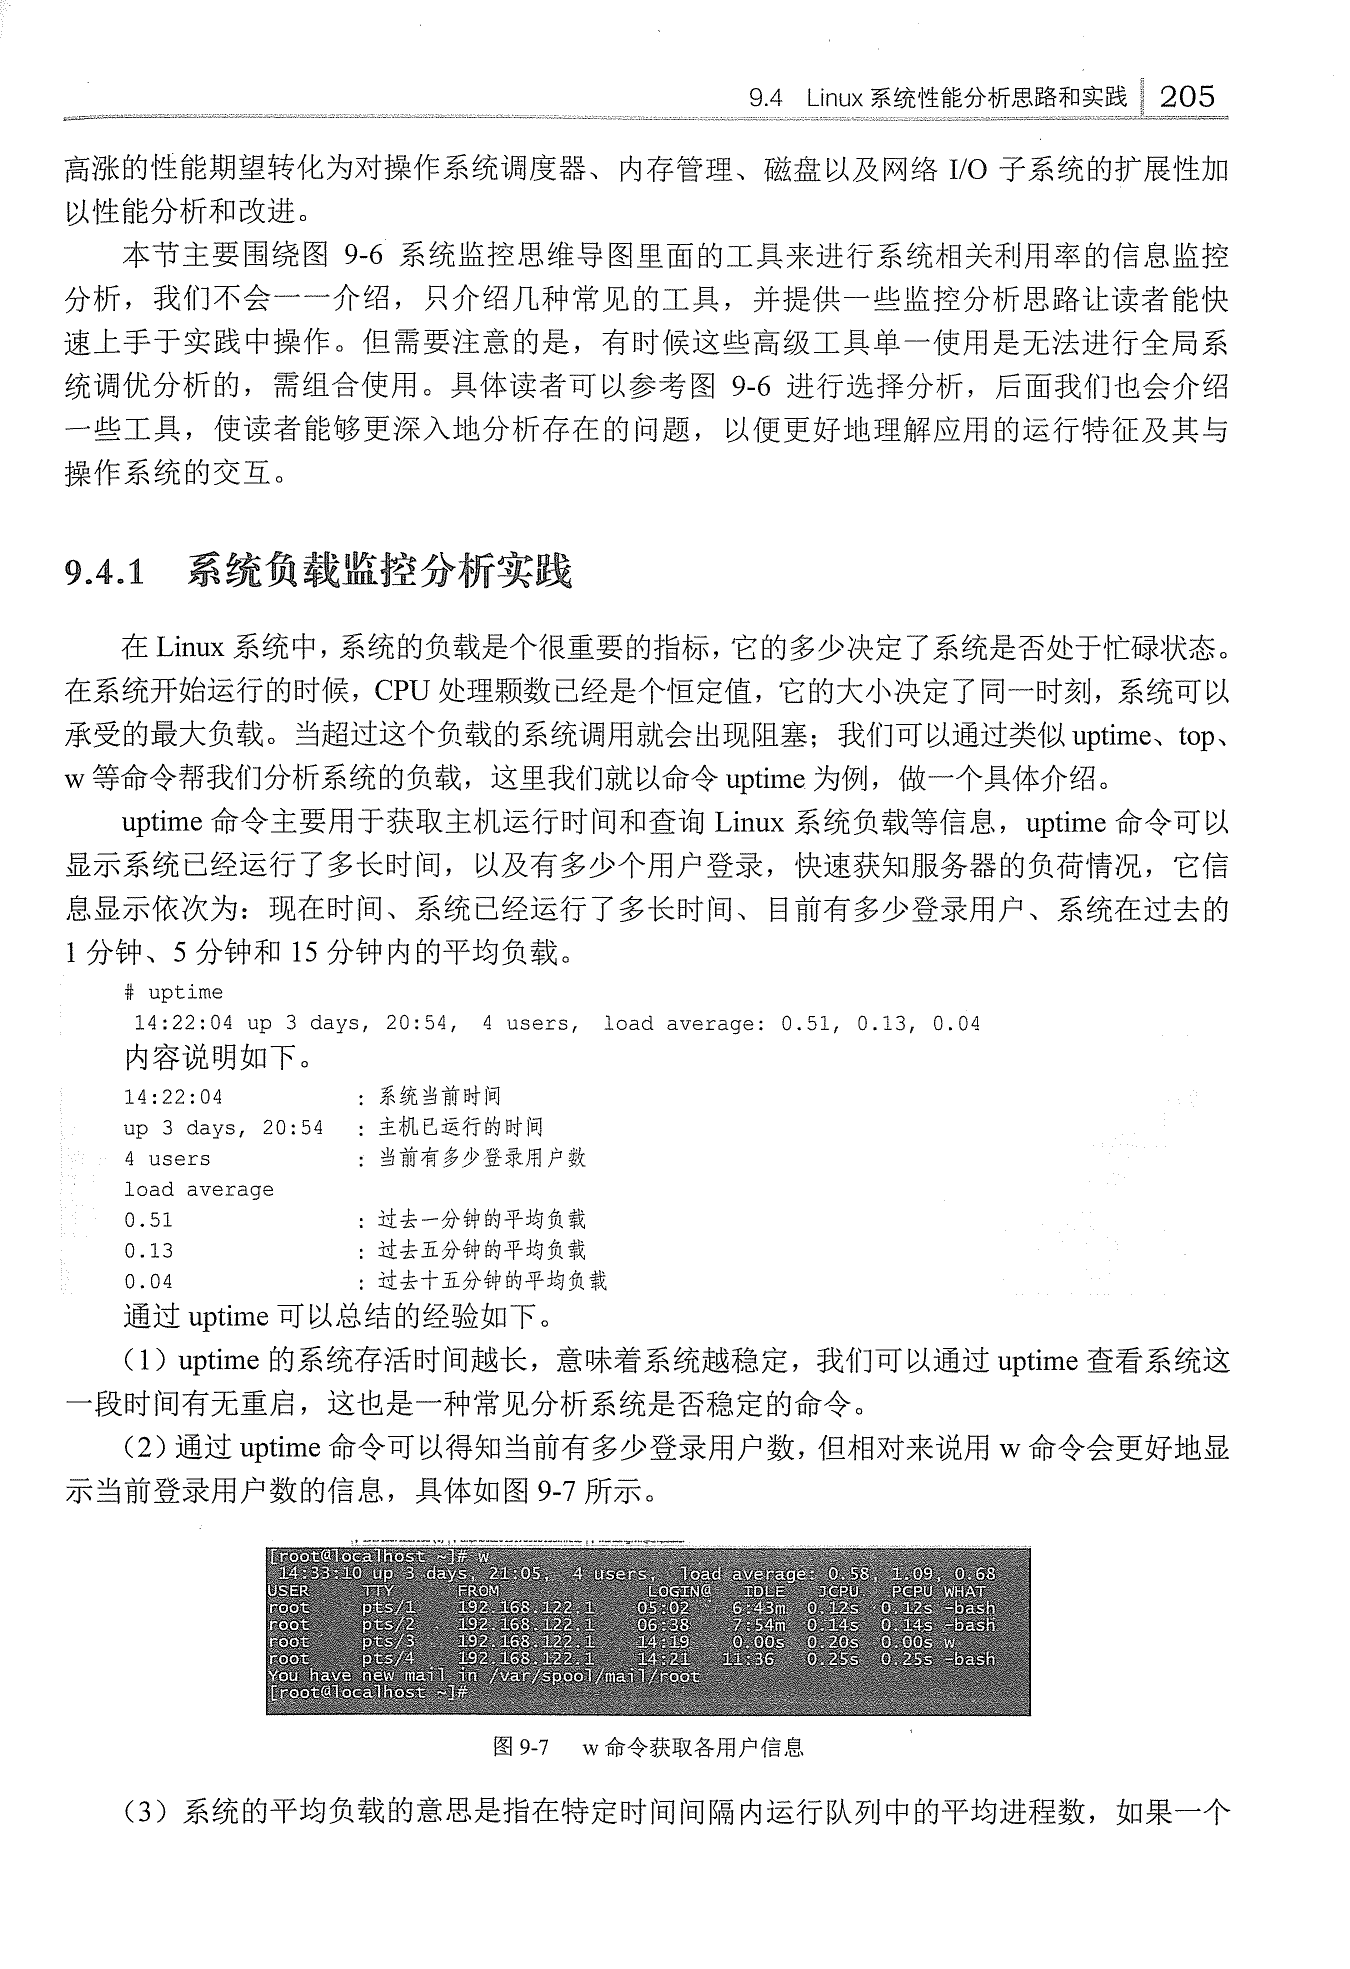 9.4 Linux 系统性能分析思路和实践 205
高涨的性能期望转化为对操作系统调度器、内存管理、磁盘以及网络 I/O 子系统的扩展性加
以性能分析和改进。
本节主要围绕图 9-6 系统监控思维导图里面的工具来进行系统相关利用率的信息监控
分析，我们不会一一介绍，只介绍几种常见的工具，并提供一些监控分析思路让读者能快
速上手于实践中操作。但需要注意的是，有时候这些高级工具单一使用是无法进行全局系
统调优分析的，需组合使用。具体读者可以参考图 9-6 进行选择分析，后面我们也会介绍
一些工具，使读者能够更深入地分析存在的问题，以便更好地理解应用的运行特征及其与
操作系统的交互。
9.4.1 系统负载监控分析实践
在 Linux 系统中，系统的负载是个很重要的指标，它的多少决定了系统是否处于忙碌状态。
在系统开始运行的时候，CPU 处理颗数已经是个恒定值，它的大小决定了同一时刻，系统可以
承受的最大负载。当超过这个负载的系统调用就会出现阻塞；我们可以通过类似 uptime、top、
w 等命令帮我们分析系统的负载，这里我们就以命令 uptime 为例，做一个具体介绍。
uptime 命令主要用于获取主机运行时间和查询 Linux 系统负载等信息，uptime 命令可以
显示系统已经运行了多长时间，以及有多少个用户登录，快速获知服务器的负荷情况，它信
息显示依次为：现在时间、系统已经运行了多长时间、目前有多少登录用户、系统在过去的
1 分钟、5 分钟和 15 分钟内的平均负载。
# uptime
14:22:04 up 3 days, 20:54, 4 users, load average: 0.51, 0.13, 0.04
内容说明如下。
14:22:04 : 系统当前时间
up 3 days, 20:54 : 主机已运行的时间
4 users : 当前有多少登录用户数
load average
0.51 : 过去一分钟的平均负载
0.13 : 过去五分钟的平均负载
0.04 : 过去十五分钟的平均负载
通过 uptime 可以总结的经验如下。
（1）uptime 的系统存活时间越长，意味着系统越稳定，我们可以通过 uptime 查看系统这
一段时间有无重启，这也是一种常见分析系统是否稳定的命令。
（2）通过 uptime 命令可以得知当前有多少登录用户数，但相对来说用 w 命令会更好地显
示当前登录用户数的信息，具体如图 9-7 所示。
[root@localhost ~]# w
14:33:10 up 3 days, 21:05, 4 users, load average: 0.58, 1.09, 0.68
USER TTY FROM LOGIN@ IDLE JCPU PCPU WHAT
root pts/1 192.168.122.1 05:02 6:43m 0.12s 0.12s -bash
root pts/2 192.168.122.1 06:38 7:54m 0.14s 0.14s -bash
root pts/3 192.168.122.1 14:19 0.00s 0.20s 0.00s w
root pts/4 192.168.122.1 14:21 11:36 0.25s 0.25s -bash
You have new mail in /var/spool/mail/root
[root@localhost ~]#
图 9-7 w 命令获取各用户信息
（3）系统的平均负载的意思是指在特定时间间隔内运行队列中的平均进程数，如果一个